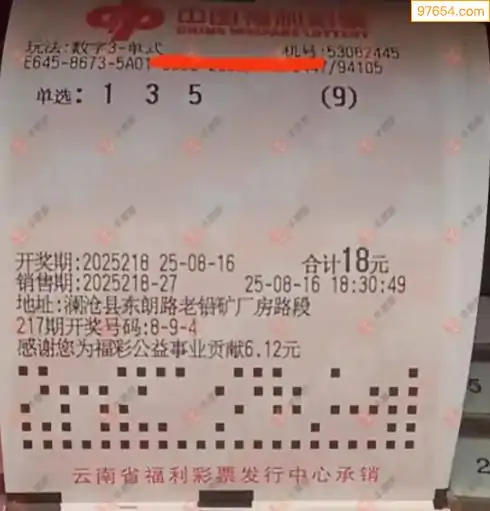 97654.com
中国福利彩票
CHINA WELFARE LOTTERY
玩法:数字3-单式 机号:53082445
E645-8673-5A01 /94105
单选: 1 3 5 (9)
开奖期:2025218 25-08-16 合计18元
销售期:2025218-27 25-08-16 18:30:49
地址:澜沧县东朗路老铅矿厂房路段
217期开奖号码:8-9-4
感谢您为福彩公益事业贡献6.12元
云南省福利彩票发行中心承销
5
2